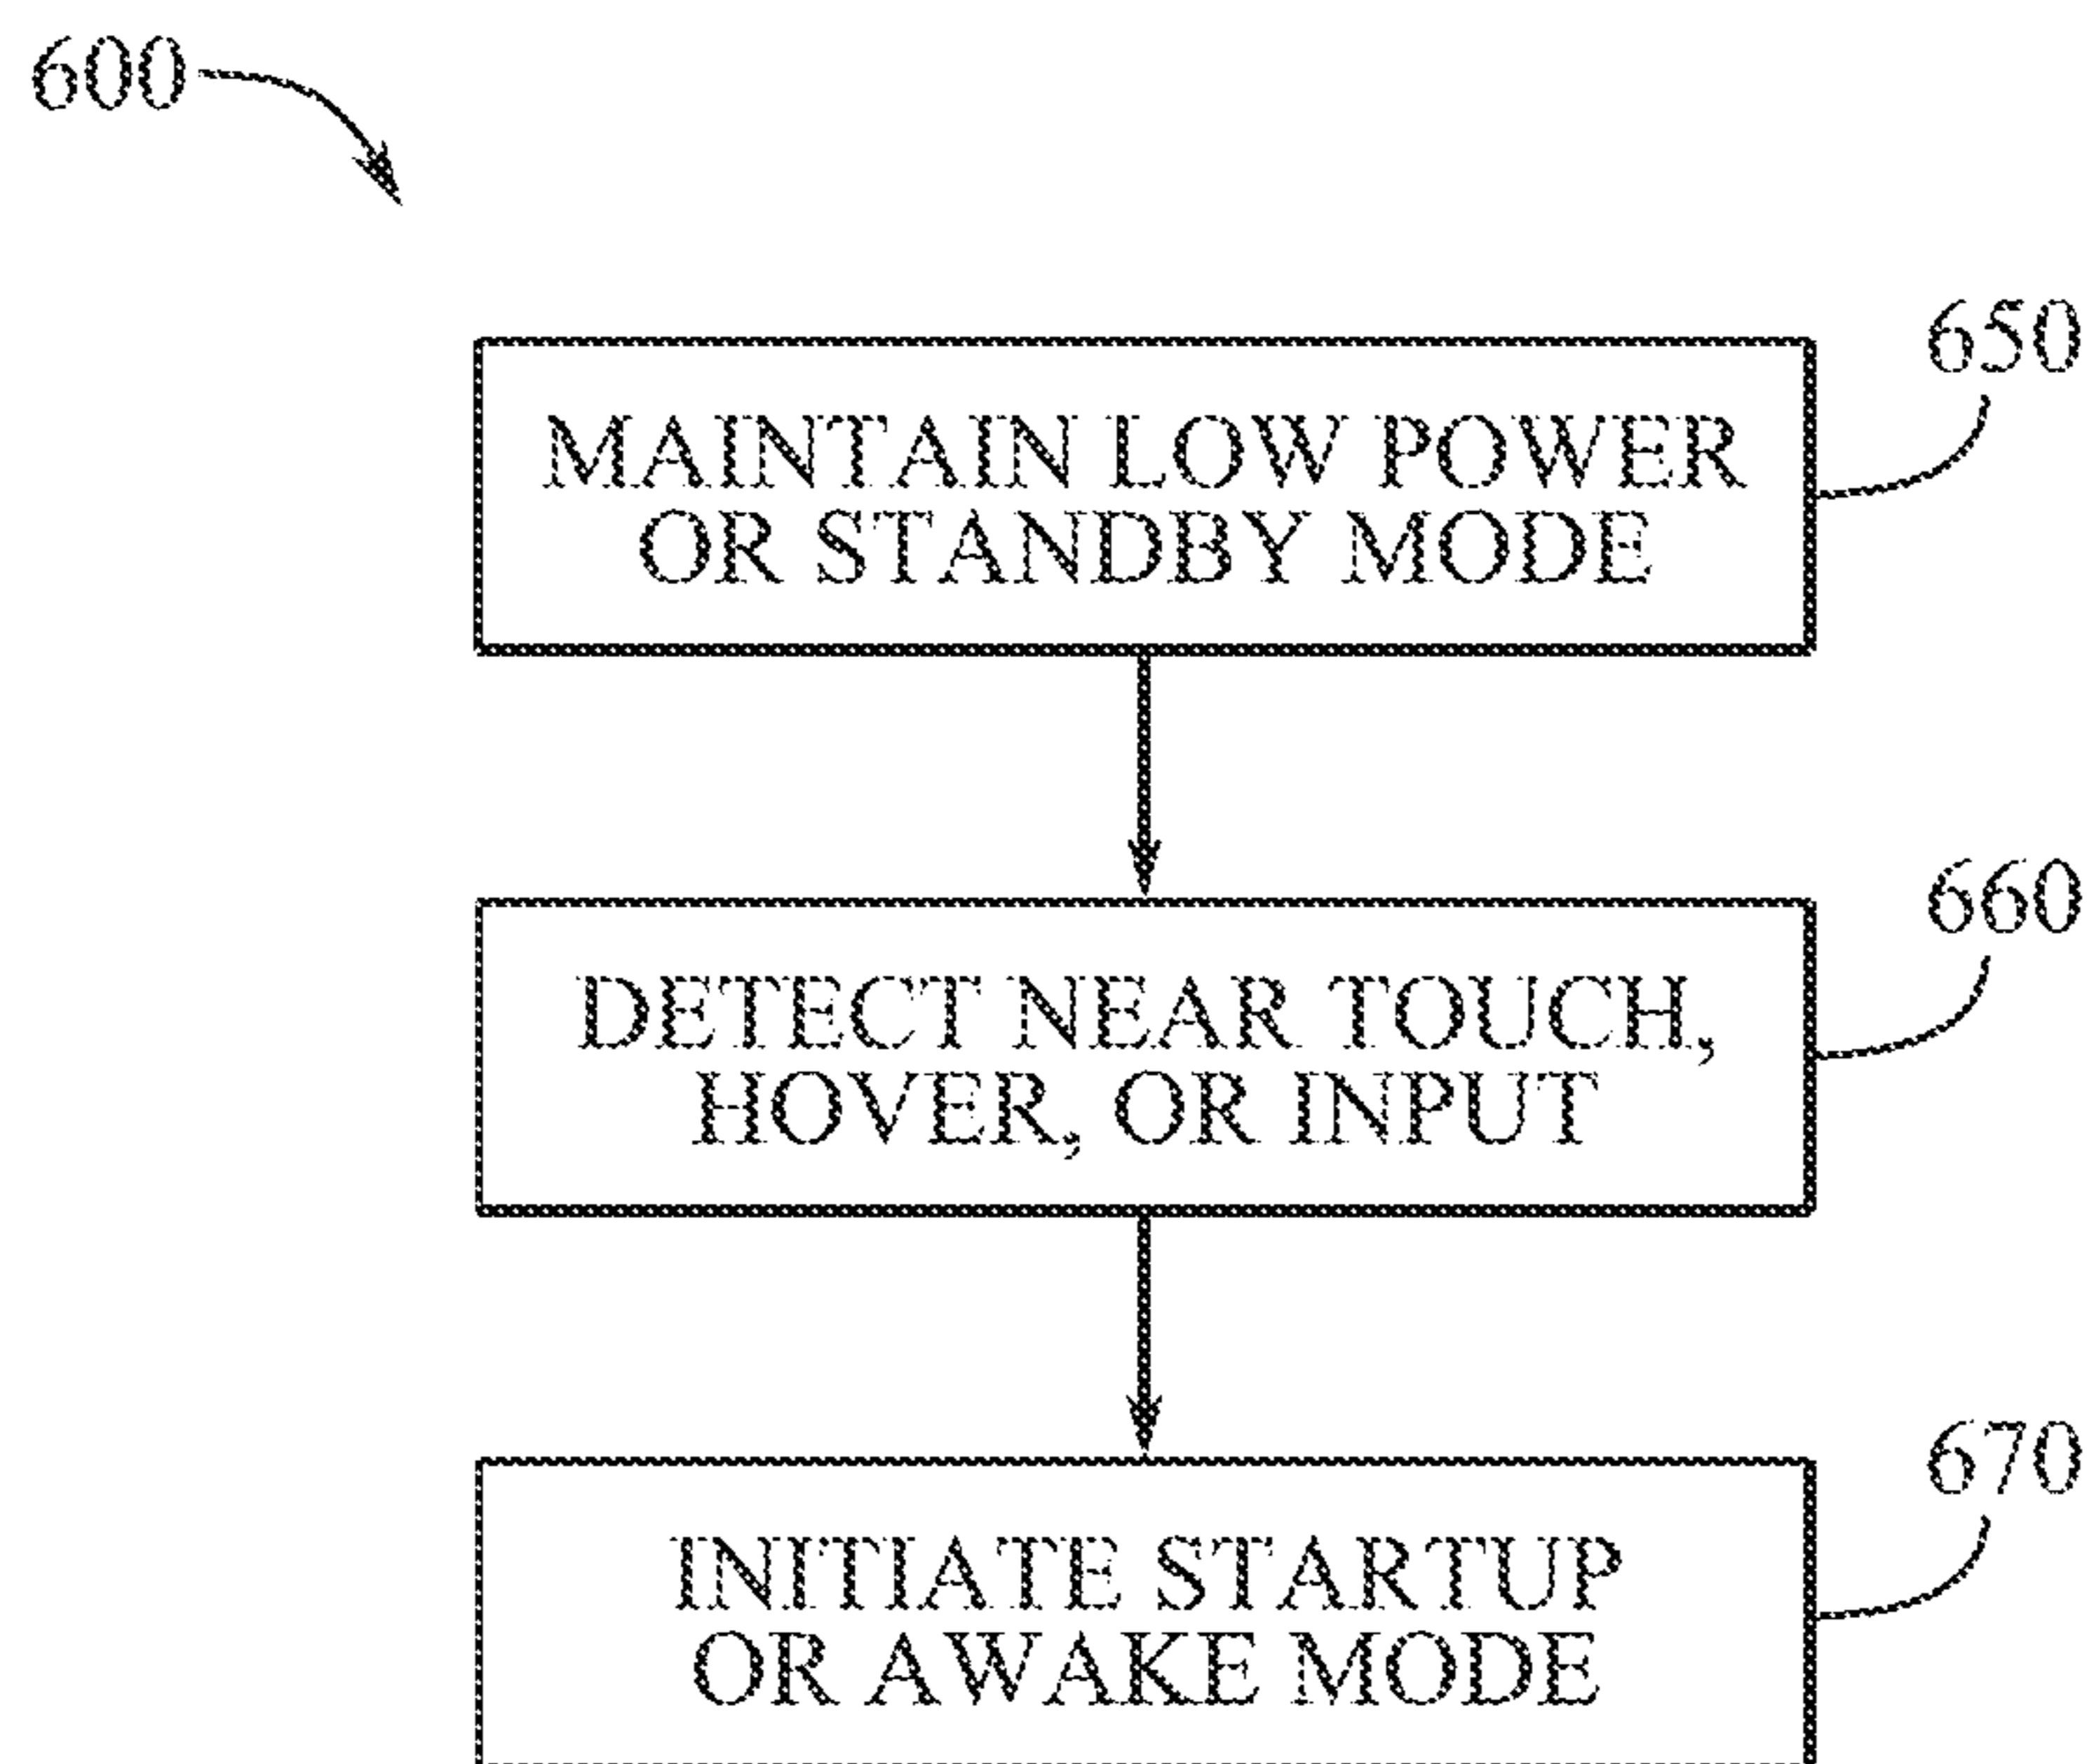 600
650
MAINTAIN LOW POWER
OR STANDBY MODE
660
DETECT NEAR TOUCH,
HOVER, OR INPUT
670
INITIATE STARTUP
OR AWAKE MODE